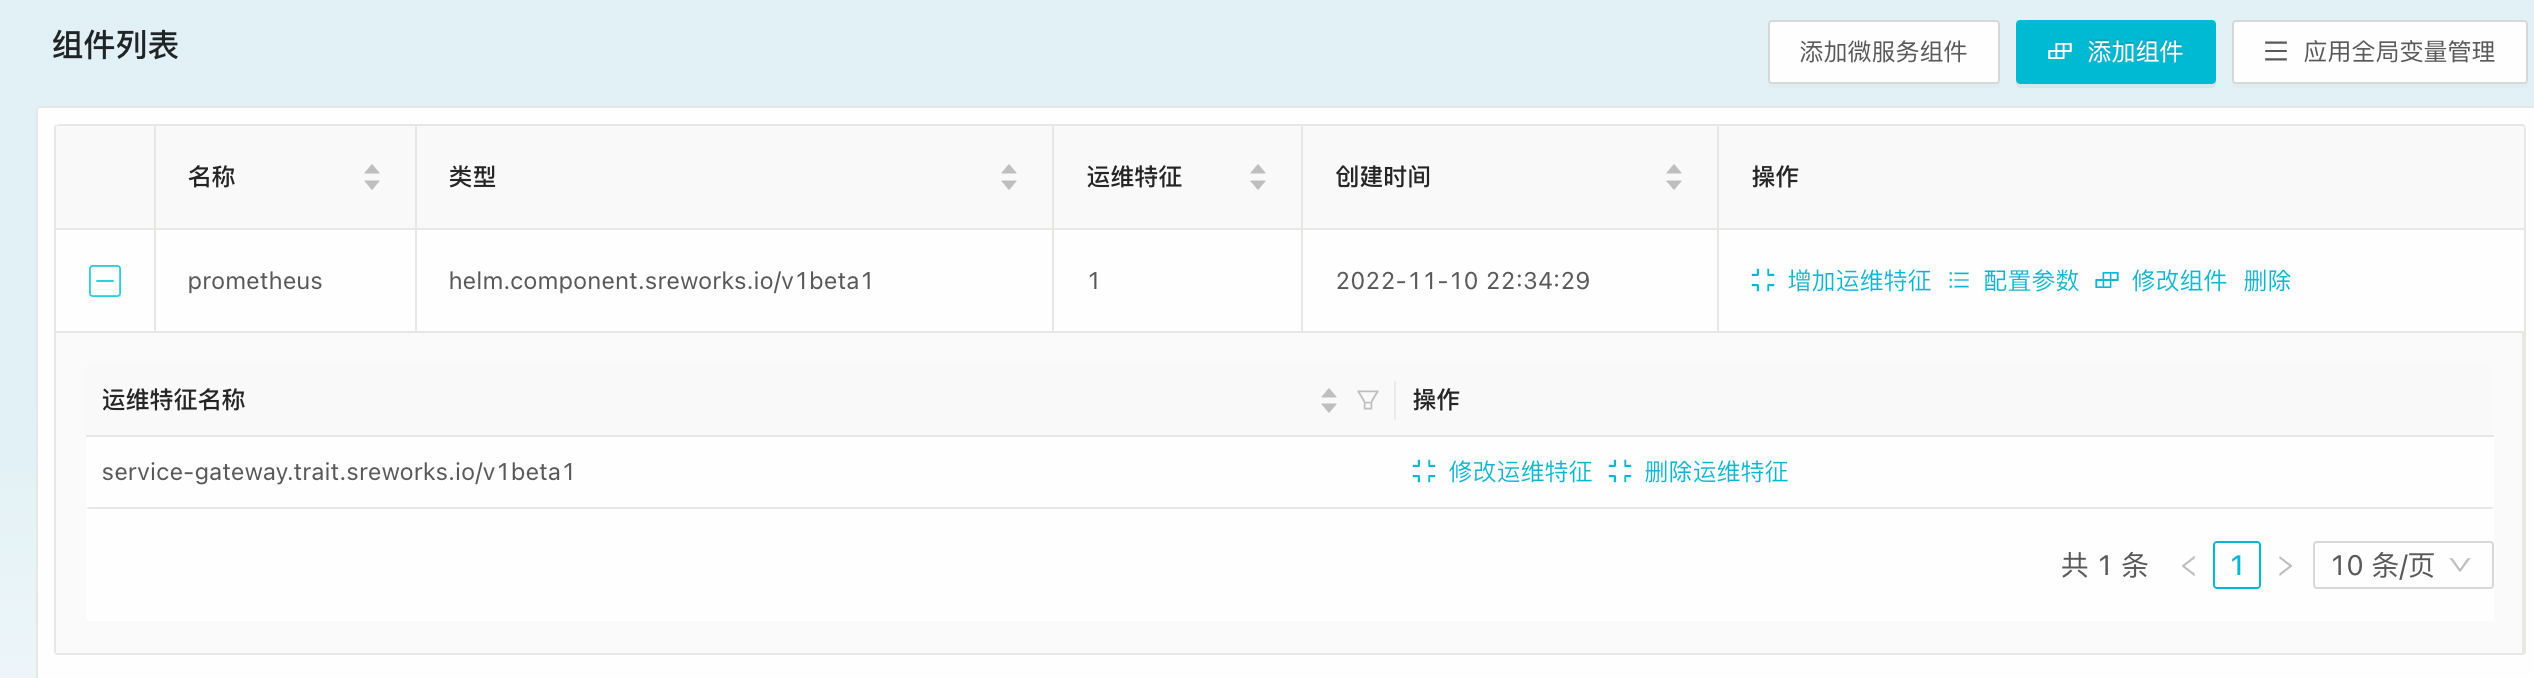 组件列表
添加微服务组件 添加组件 应用全局变量管理
名称 类型 运维特征 创建时间 操作
prometheus helm.component.sreworks.io/v1beta1 1 2022-11-10 22:34:29 增加运维特征 配置参数 修改组件 删除
运维特征名称 操作
service-gateway.trait.sreworks.io/v1beta1 修改运维特征 删除运维特征
共 1 条 < 1 > 10 条/页